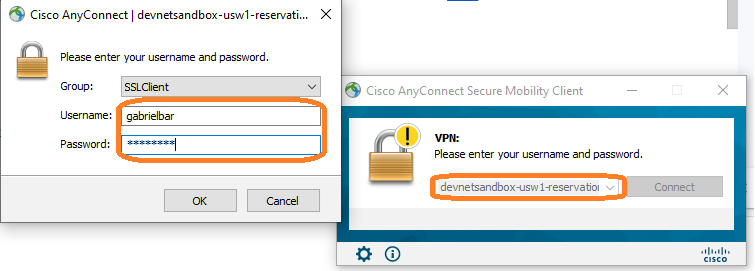 Cisco AnyConnect | devnetsandbox-usw1-reservati...
Please enter your username and password.
Group: SSLClient
Username: gabrielbar
Password: ********
OK Cancel
Cisco AnyConnect Secure Mobility Client
VPN:
Please enter your username and password.
devnetsandbox-usw1-reservation Connect
cisco